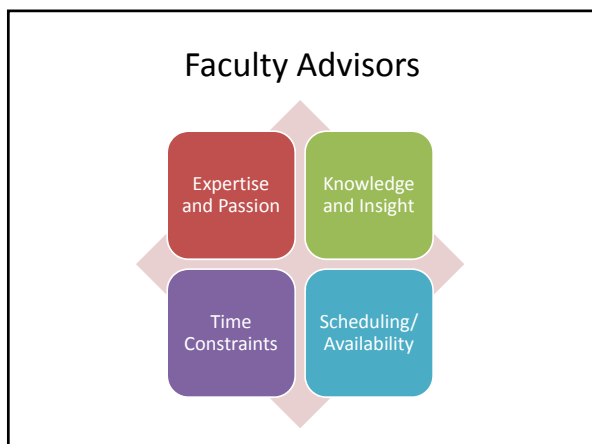 Faculty Advisors
Expertise
and Passion
Knowledge
and Insight
Time
Constraints
Scheduling/
Availability